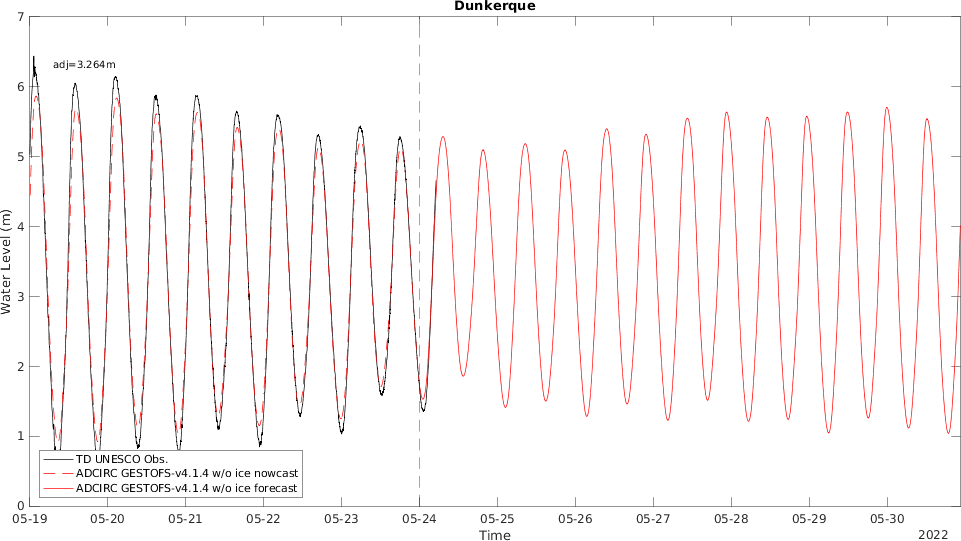 Dunkerque
7
adj=3.264m
6
5
4
3
2
1
0
Water Level (m)
TD UNESCO Obs.
ADCIRC GESTOFS-v4.1.4 w/o ice nowcast
ADCIRC GESTOFS-v4.1.4 w/o ice forecast
05-19 05-20 05-21 05-22 05-23 05-24 05-25 05-26 05-27 05-28 05-29 05-30
Time
2022